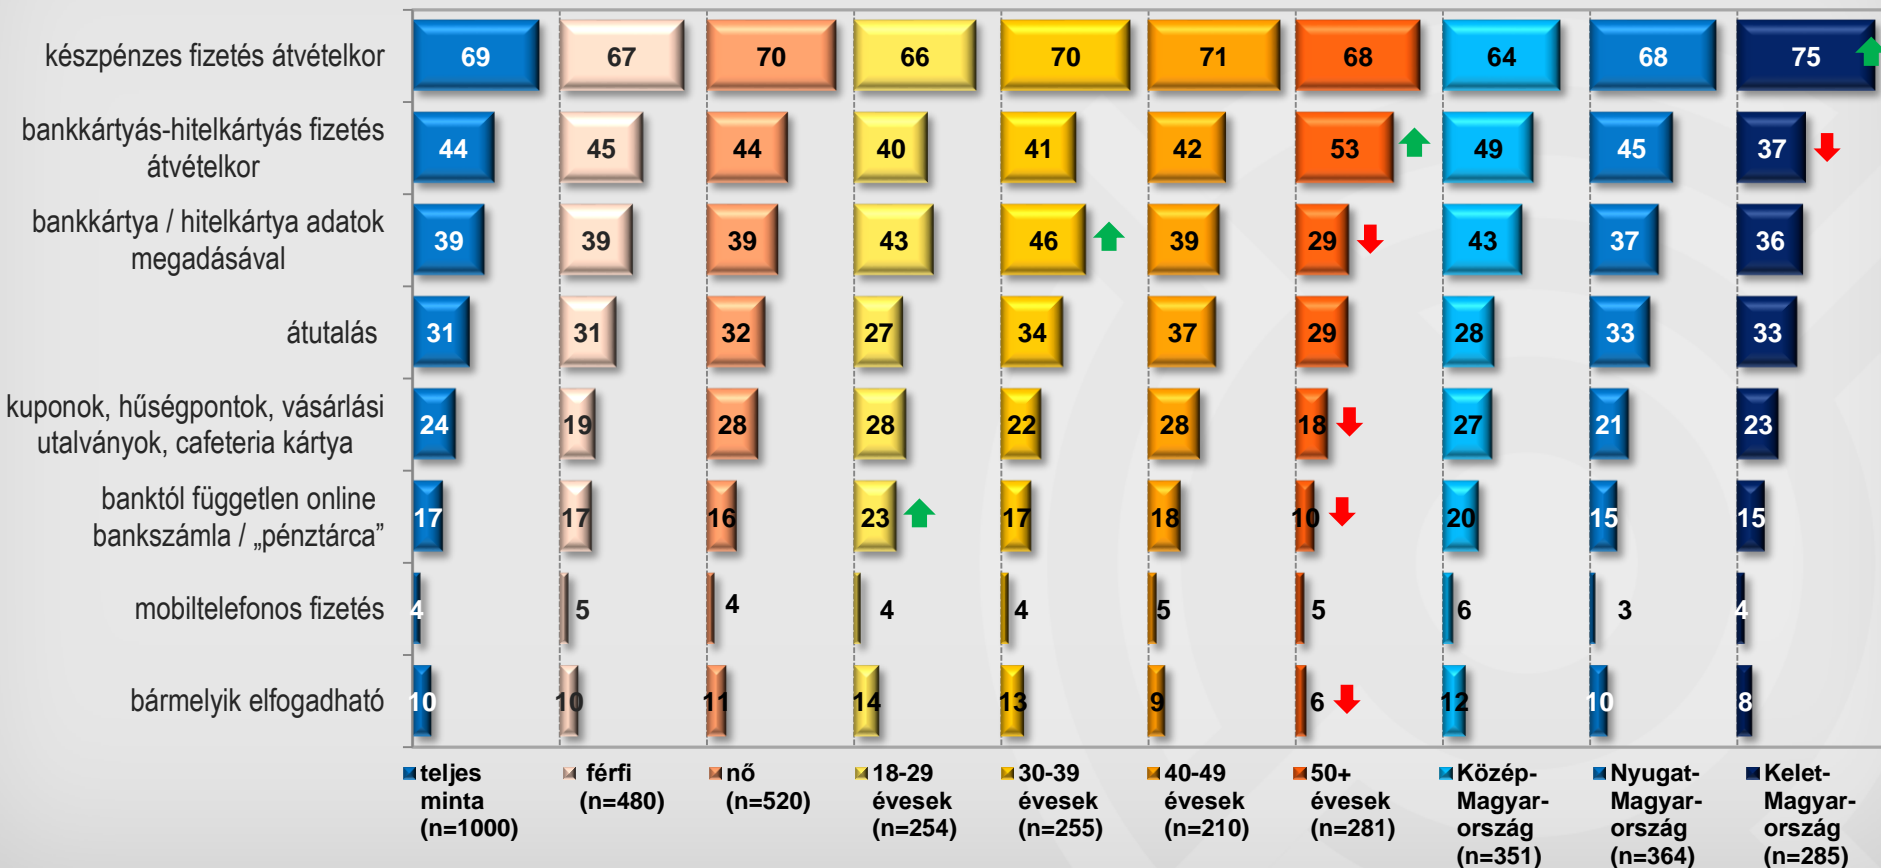 készpénzes fizetés átvételkor
69 67 70 66 70 71 68 64 68 75
bankkártyás-hitelkártyás fizetés
átvételkor
44 45 44 40 41 42 53 49 45 37
bankkártya / hitelkártya adatok
megadásával
39 39 39 43 46 39 29 43 37 36
átutalás
31 31 32 27 34 37 29 28 33 33
kuponok, hűségpontok, vásárlási
utalványok, cafeteria kártya
24 19 28 28 22 28 18 27 21 23
banktól független online
bankszámla / „pénztárca”
17 17 16 23 17 18 10 20 15 15
mobiltelefonos fizetés
4 5 4 4 4 5 5 6 3 4
bármelyik elfogadható
10 10 11 14 13 9 6 12 10 8
teljes
minta
(n=1000)
férfi
(n=480)
nő
(n=520)
18-29
évesek
(n=254)
30-39
évesek
(n=255)
40-49
évesek
(n=210)
50+
évesek
(n=281)
Közép-
Magyar-
ország
(n=351)
Nyugat-
Magyar-
ország
(n=364)
Kelet-
Magyar-
ország
(n=285)